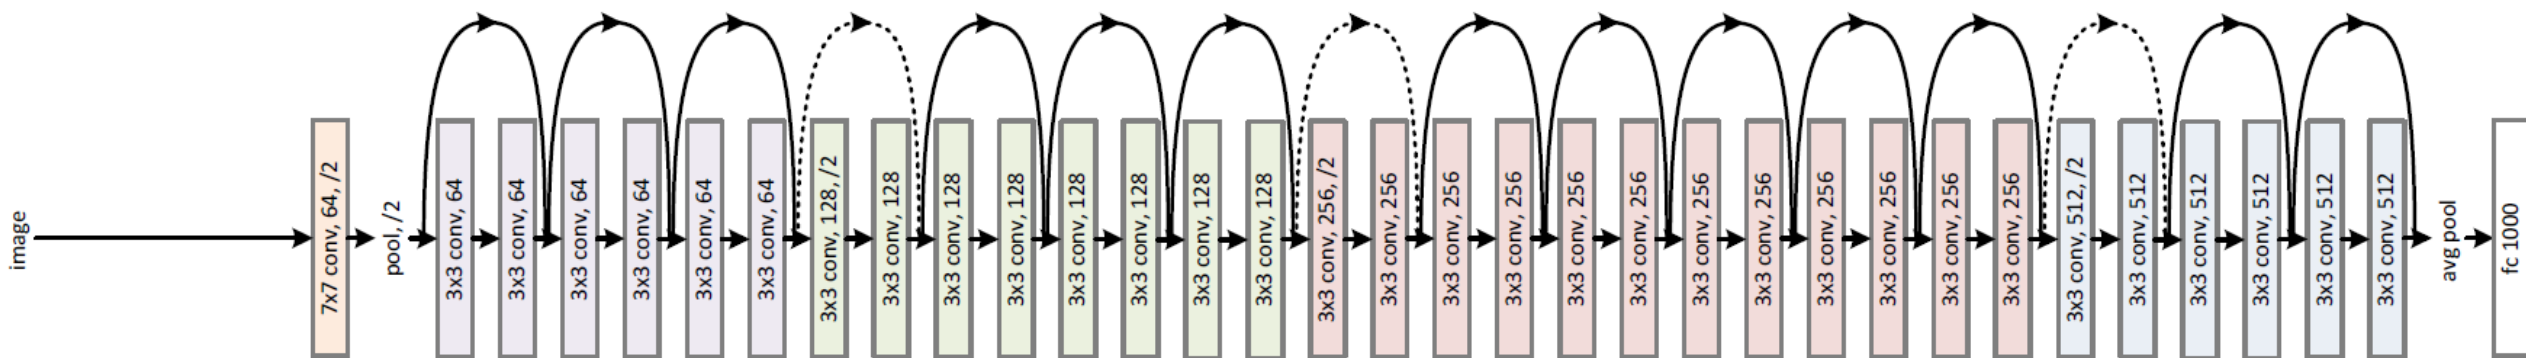 image
7x7 conv, 64, /2
pool, /2
3x3 conv, 64
3x3 conv, 64
3x3 conv, 64
3x3 conv, 64
3x3 conv, 64
3x3 conv, 64
3x3 conv, 128, /2
3x3 conv, 128
3x3 conv, 128
3x3 conv, 128
3x3 conv, 128
3x3 conv, 128
3x3 conv, 128
3x3 conv, 128
3x3 conv, 256, /2
3x3 conv, 256
3x3 conv, 256
3x3 conv, 256
3x3 conv, 256
3x3 conv, 256
3x3 conv, 256
3x3 conv, 256
3x3 conv, 256
3x3 conv, 256
3x3 conv, 256
3x3 conv, 256
3x3 conv, 512, /2
3x3 conv, 512
3x3 conv, 512
3x3 conv, 512
3x3 conv, 512
3x3 conv, 512
avg pool
fc 1000